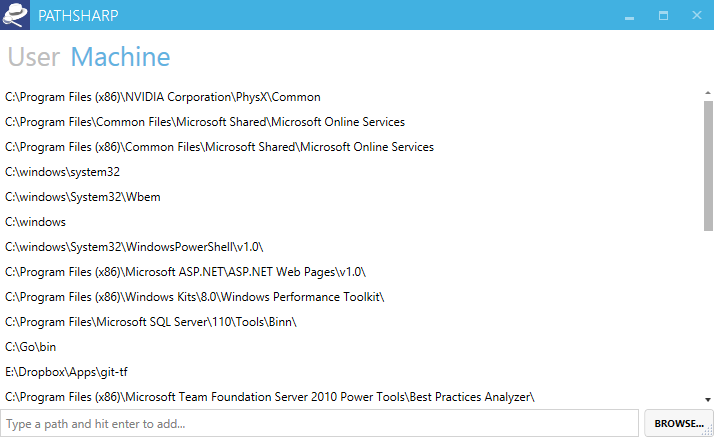 PATHSHARP
User Machine
C:\Program Files (x86)\NVIDIA Corporation\PhysX\Common
C:\Program Files\Common Files\Microsoft Shared\Microsoft Online Services
C:\Program Files (x86)\Common Files\Microsoft Shared\Microsoft Online Services
C:\windows\system32
C:\windows\System32\Wbem
C:\windows
C:\windows\System32\WindowsPowerShell\v1.0\
C:\Program Files (x86)\Microsoft ASP.NET\ASP.NET Web Pages\v1.0\
C:\Program Files (x86)\Windows Kits\8.0\Windows Performance Toolkit\
C:\Program Files\Microsoft SQL Server\110\Tools\Binn\
C:\Go\bin
E:\Dropbox\Apps\git-tf
C:\Program Files (x86)\Microsoft Team Foundation Server 2010 Power Tools\Best Practices Analyzer\
Type a path and hit enter to add... BROWSE...